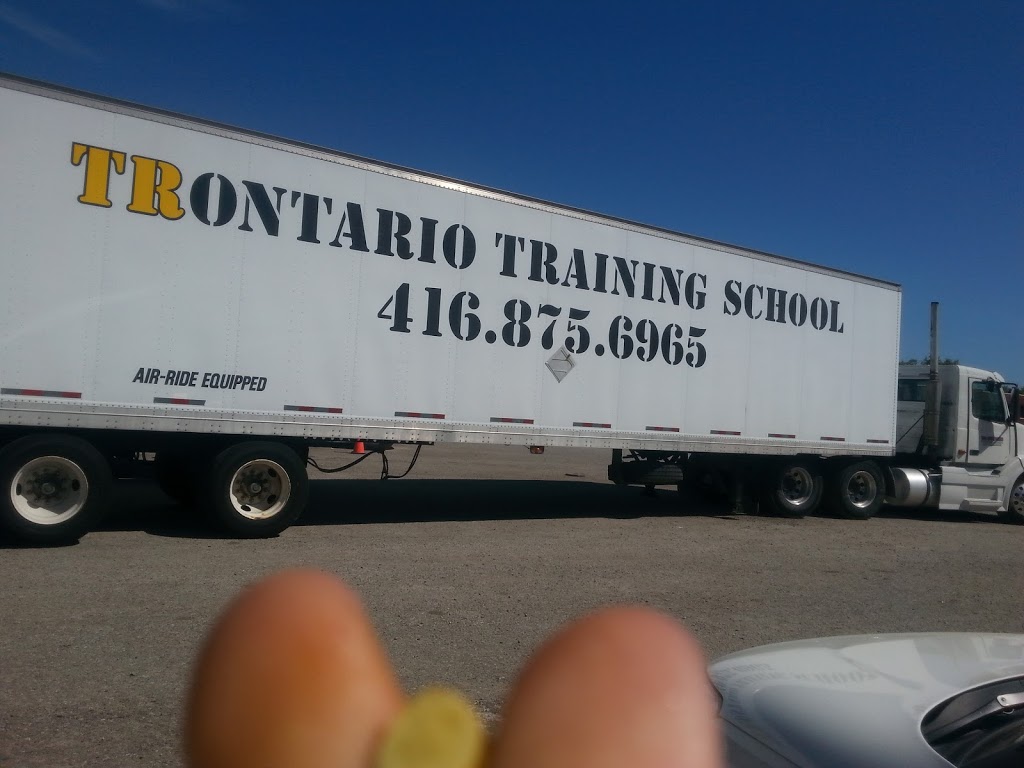 TRONTARIO TRAINING SCHOOL
416.875.6965
AIR-RIDE EQUIPPED